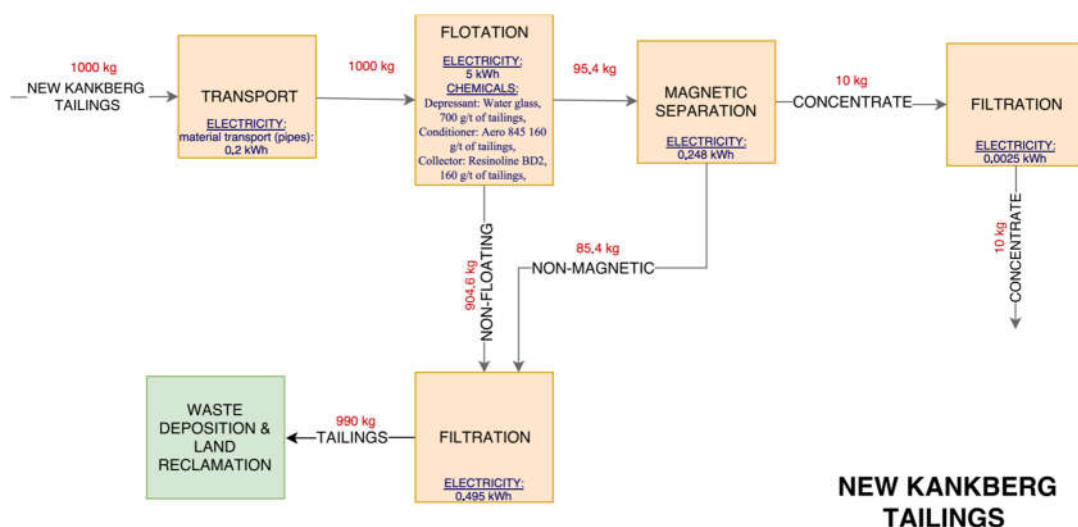 1000 kg
NEW KANKBERG
TAILINGS
TRANSPORT
ELECTRICITY:
material transport (pipes):
0.2 kWh
1000 kg
FLOTATION
ELECTRICITY:
5 kWh
CHEMICALS:
Depressant: Water glass,
700 g/t of tailings,
Conditioner: Aero 845 160
g/t of tailings,
Collector: Resinoline BD2,
160 g/t of tailings,
95.4 kg
MAGNETIC
SEPARATION
ELECTRICITY:
0.248 kWh
10 kg
CONCENTRATE
FILTRATION
ELECTRICITY:
0.0025 kWh
10 kg
CONCENTRATE
904.6 kg
NON-FLOATING
85.4 kg
NON-MAGNETIC
FILTRATION
ELECTRICITY:
0.495 kWh
990 kg
TAILINGS
WASTE
DEPOSITION &
LAND
RECLAMATION
NEW KANKBERG
TAILINGS